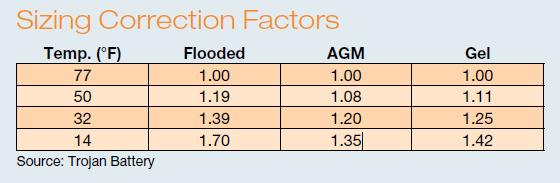 Sizing Correction Factors
Temp. (°F) Flooded AGM Gel
77 1.00 1.00 1.00
50 1.19 1.08 1.11
32 1.39 1.20 1.25
14 1.70 1.35 1.42
Source: Trojan Battery